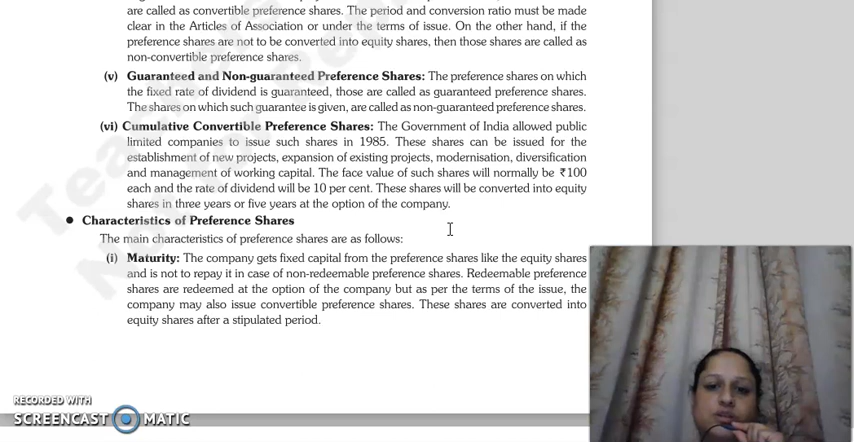 are called as convertible preference shares. The period and conversion ratio must be made
clear in the Articles of Association or under the terms of issue. On the other hand, if the
preference shares are not to be converted into equity shares, then those shares are called as
non-convertible preference shares.
(v) Guaranteed and Non-guaranteed Preference Shares: The preference shares on which
the fixed rate of dividend is guaranteed, those are called as guaranteed preference shares.
The shares on which such guarantee is given, are called as non-guaranteed preference shares.
(vi) Cumulative Convertible Preference Shares: The Government of India allowed public
limited companies to issue such shares in 1985. These shares can be issued for the
establishment of new projects, expansion of existing projects, modernisation, diversification
and management of working capital. The face value of such shares will normally be ₹100
each and the rate of dividend will be 10 per cent. These shares will be converted into equity
shares in three years or five years at the option of the company.
● Characteristics of Preference Shares
The main characteristics of preference shares are as follows:
(i) Maturity: The company gets fixed capital from the preference shares like the equity shares
and is not to repay it in case of non-redeemable preference shares. Redeemable preference
shares are redeemed at the option of the company but as per the terms of the issue, the
company may also issue convertible preference shares. These shares are converted into
equity shares after a stipulated period.
RECORDED WITH
SCREENCAST MATIC